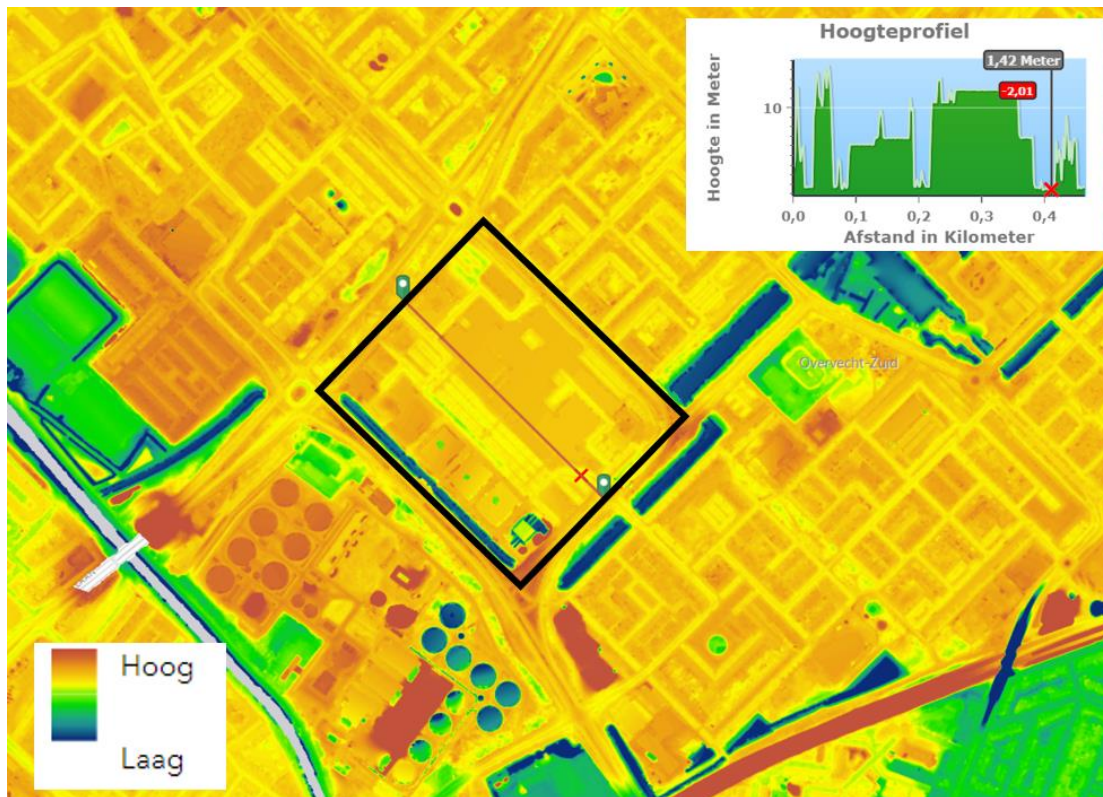 Hoogteprofiel
1,42 Meter
-2,01
10
Hoogte in Meter
0,0 0,1 0,2 0,3 0,4
Afstand in Kilometer
Overvecht-Zuid
Hoog
Laag